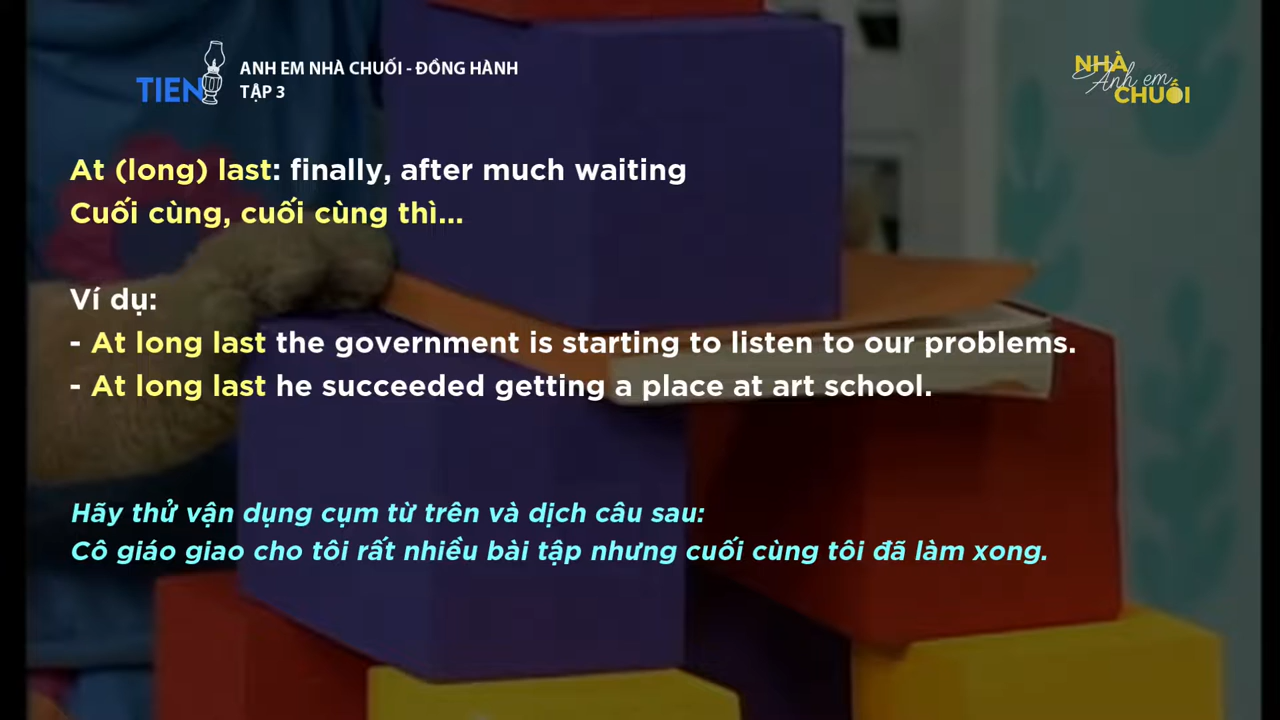 TIEN
ANH EM NHÀ CHUỐI - ĐỒNG HÀNH
TẬP 3
NHÀ
Anh em
CHUỐI
At (long) last: finally, after much waiting
Cuối cùng, cuối cùng thì...
Ví dụ:
- At long last the government is starting to listen to our problems.
- At long last he succeeded getting a place at art school.
Hãy thử vận dụng cụm từ trên và dịch câu sau:
Cô giáo giao cho tôi rất nhiều bài tập nhưng cuối cùng tôi đã làm xong.